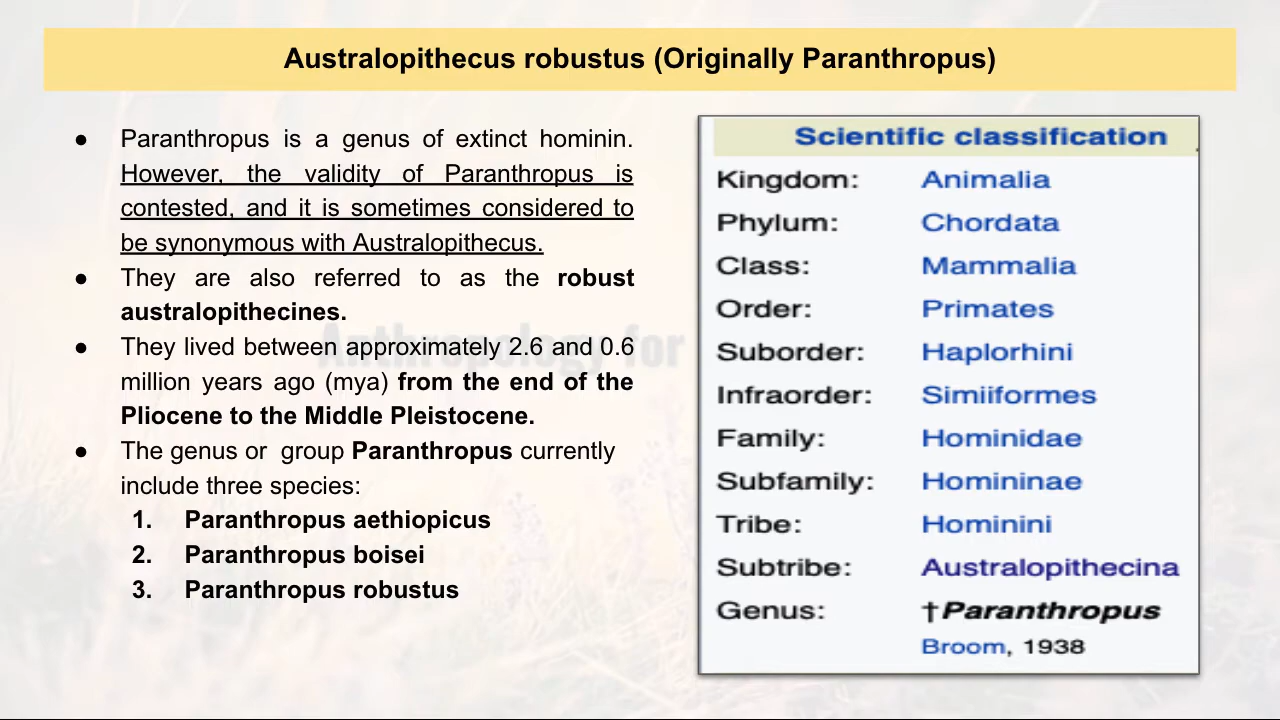 Australopithecus robustus (Originally Paranthropus)
● Paranthropus is a genus of extinct hominin.
However, the validity of Paranthropus is
contested, and it is sometimes considered to
be synonymous with Australopithecus.
● They are also referred to as the robust
australopithecines.
● They lived between approximately 2.6 and 0.6
million years ago (mya) from the end of the
Pliocene to the Middle Pleistocene.
● The genus or group Paranthropus currently
include three species:
1. Paranthropus aethiopicus
2. Paranthropus boisei
3. Paranthropus robustus
Anthropology for
Scientific classification
Kingdom: Animalia
Phylum: Chordata
Class: Mammalia
Order: Primates
Suborder: Haplorhini
Infraorder: Simiiformes
Family: Hominidae
Subfamily: Homininae
Tribe: Hominini
Subtribe: Australopithecina
Genus: †Paranthropus
Broom, 1938